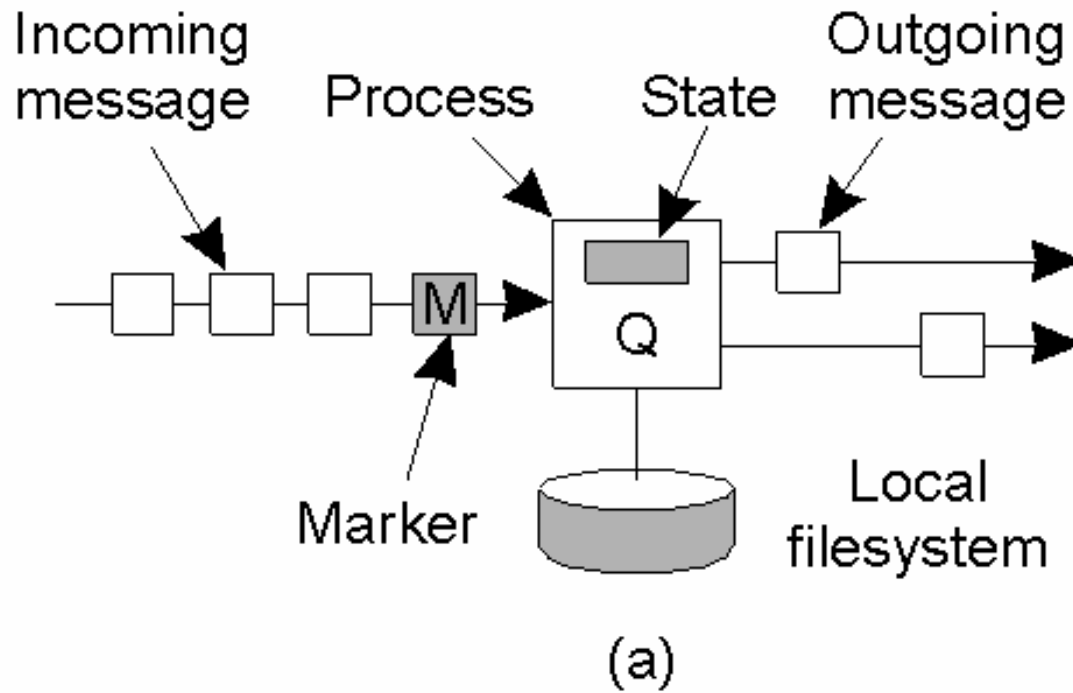 Incoming
message
Process
State
Outgoing
message
M
Q
Marker
Local
filesystem
(a)